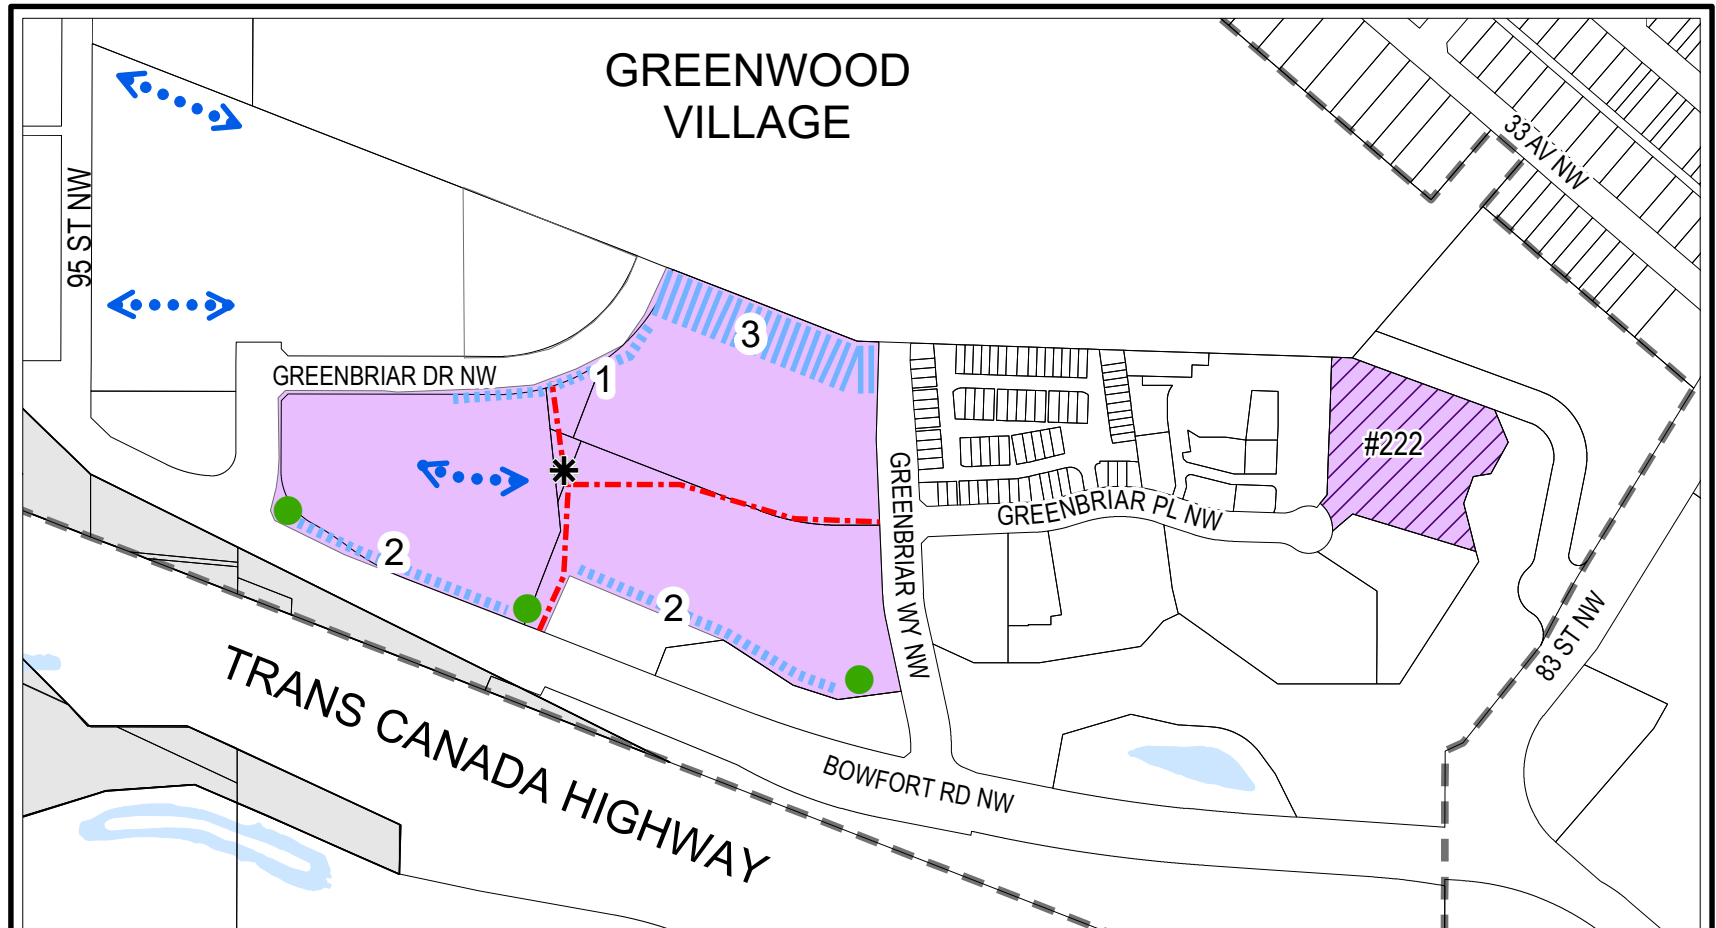 GREENWOOD
VILLAGE
33 AV NW
95 ST NW
3
GREENBRIAR DR NW
1
#222
GREENBRIAR WY NW
GREENBRIAR PL NW
2
2
83 ST NW
TRANS CANADA HIGHWAY
BOWFORT RD NW